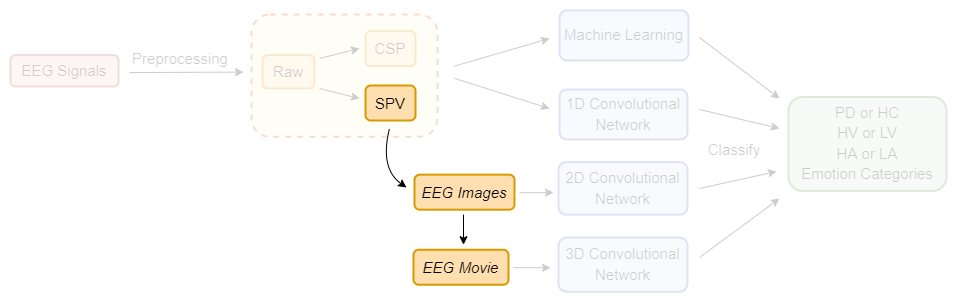 EEG Signals
Preprocessing
Raw
CSP
SPV
Machine Learning
1D Convolutional
Network
EEG Images
2D Convolutional
Network
EEG Movie
3D Convolutional
Network
Classify
PD or HC
HV or LV
HA or LA
Emotion Categories